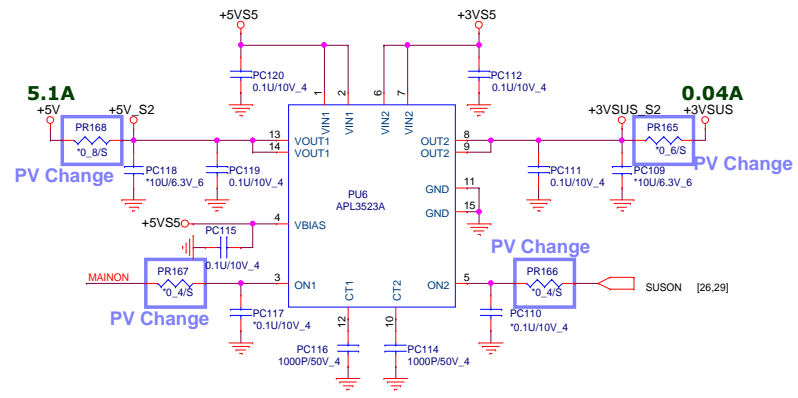 +5VS5
+3VS5
PC120
0.1U/10V_4
PC112
0.1U/10V_4
1
2
6
7
5.1A
0.04A
+5V
+5V_S2
+3VSUS_S2
+3VSUS
VIN1
VIN1
VIN2
VIN2
PR168
*0_8/S
13
14
VOUT1
VOUT1
OUT2
OUT2
8
9
PR165
*0_6/S
PV Change
PV Change
PC118
*10U/6.3V_6
PC119
0.1U/10V_4
PC111
0.1U/10V_4
PC109
*10U/6.3V_6
PU6
APL3523A
GND
11
GND
15
+5VS5
4
VBIAS
PC115
0.1U/10V_4
PV Change
MAINON
PR167
*0_4/S
3
ON1
ON2
5
PR166
*0_4/S
SUSON
[26,29]
CT1
CT2
PV Change
PC117
*0.1U/10V_4
PC110
*0.1U/10V_4
12
10
PC116
1000P/50V_4
PC114
1000P/50V_4